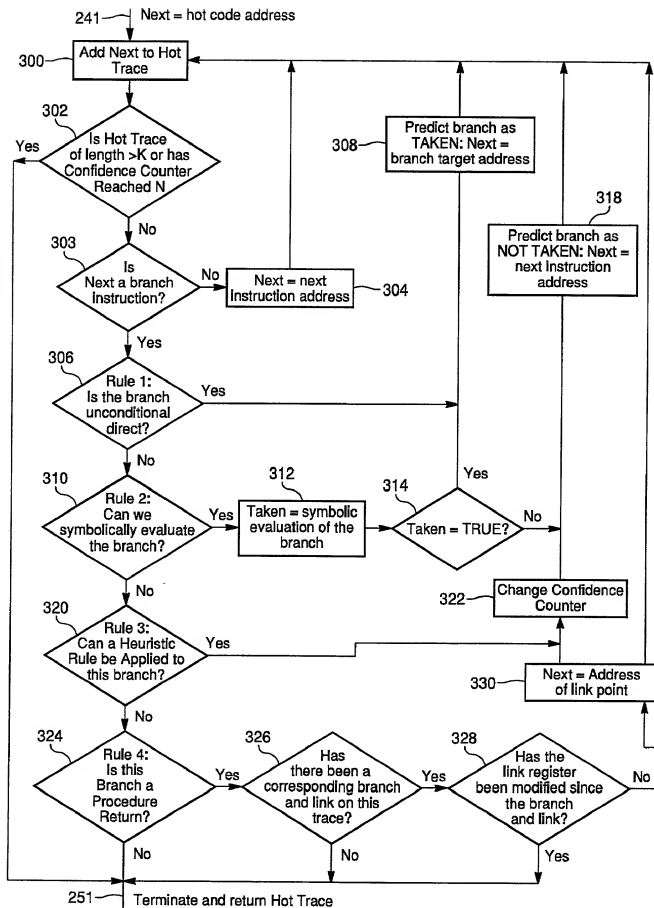 241
Next = hot code address
300
Add Next to Hot
Trace
302
Yes
Is Hot Trace
of length >K or has
Confidence Counter
Reached N
No
308
Predict branch as
TAKEN: Next =
branch target address
318
Predict branch as
NOT TAKEN: Next =
next instruction
address
303
Is
Next a branch
instruction?
No
Next = next
instruction address
304
Yes
306
Rule 1:
Is the branch
unconditional
direct?
Yes
No
310
Rule 2:
Can we
symbolically evaluate
the branch?
Yes
312
Taken = symbolic
evaluation of the
branch
314
Taken = TRUE?
Yes
No
No
322
Change Confidence
Counter
320
Rule 3:
Can a Heuristic
Rule be Applied to
this branch?
Yes
330
Next = Address
of link point
No
324
Rule 4:
Is this
Branch a
Procedure
Return?
Yes
326
Has
there been a
corresponding branch
and link on this
trace?
Yes
328
Has the
link register
been modified since
the branch
and link?
No
No
No
Yes
251
Terminate and return Hot Trace